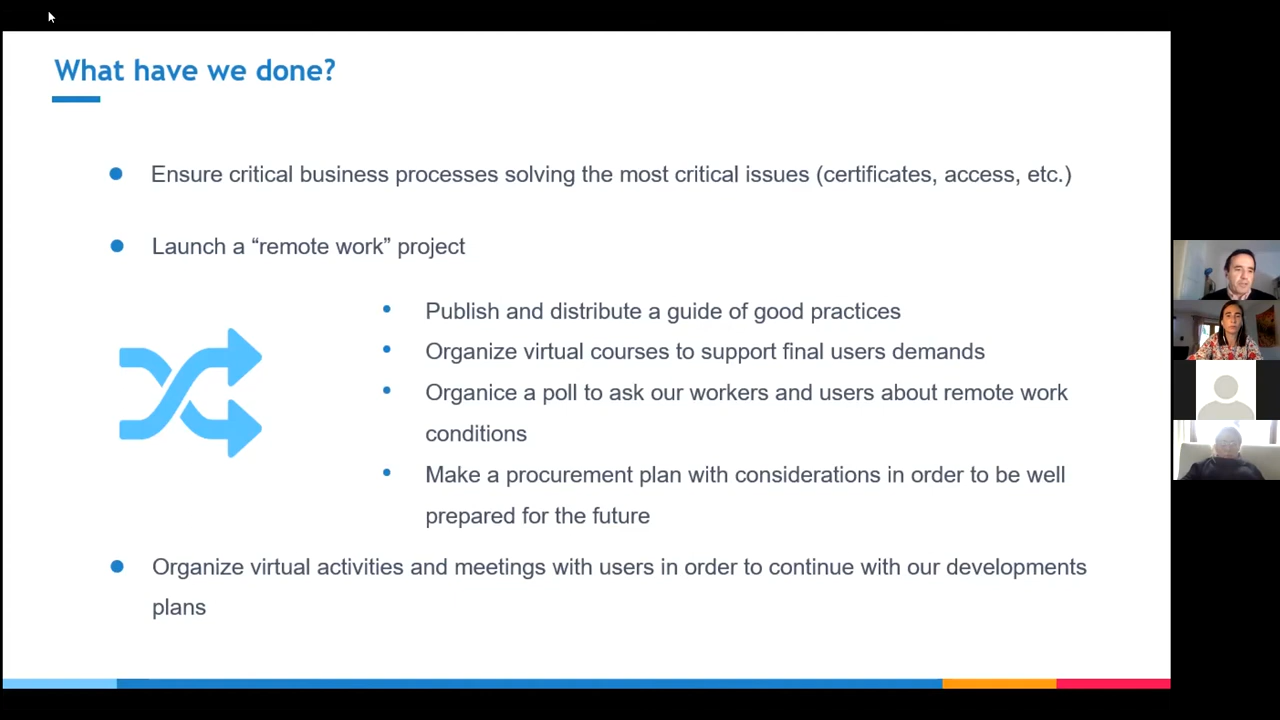 What have we done?
Ensure critical business processes solving the most critical issues (certificates, access, etc.)
Launch a “remote work” project
Publish and distribute a guide of good practices
Organize virtual courses to support final users demands
Organice a poll to ask our workers and users about remote work
conditions
Make a procurement plan with considerations in order to be well
prepared for the future
Organize virtual activities and meetings with users in order to continue with our developments
plans